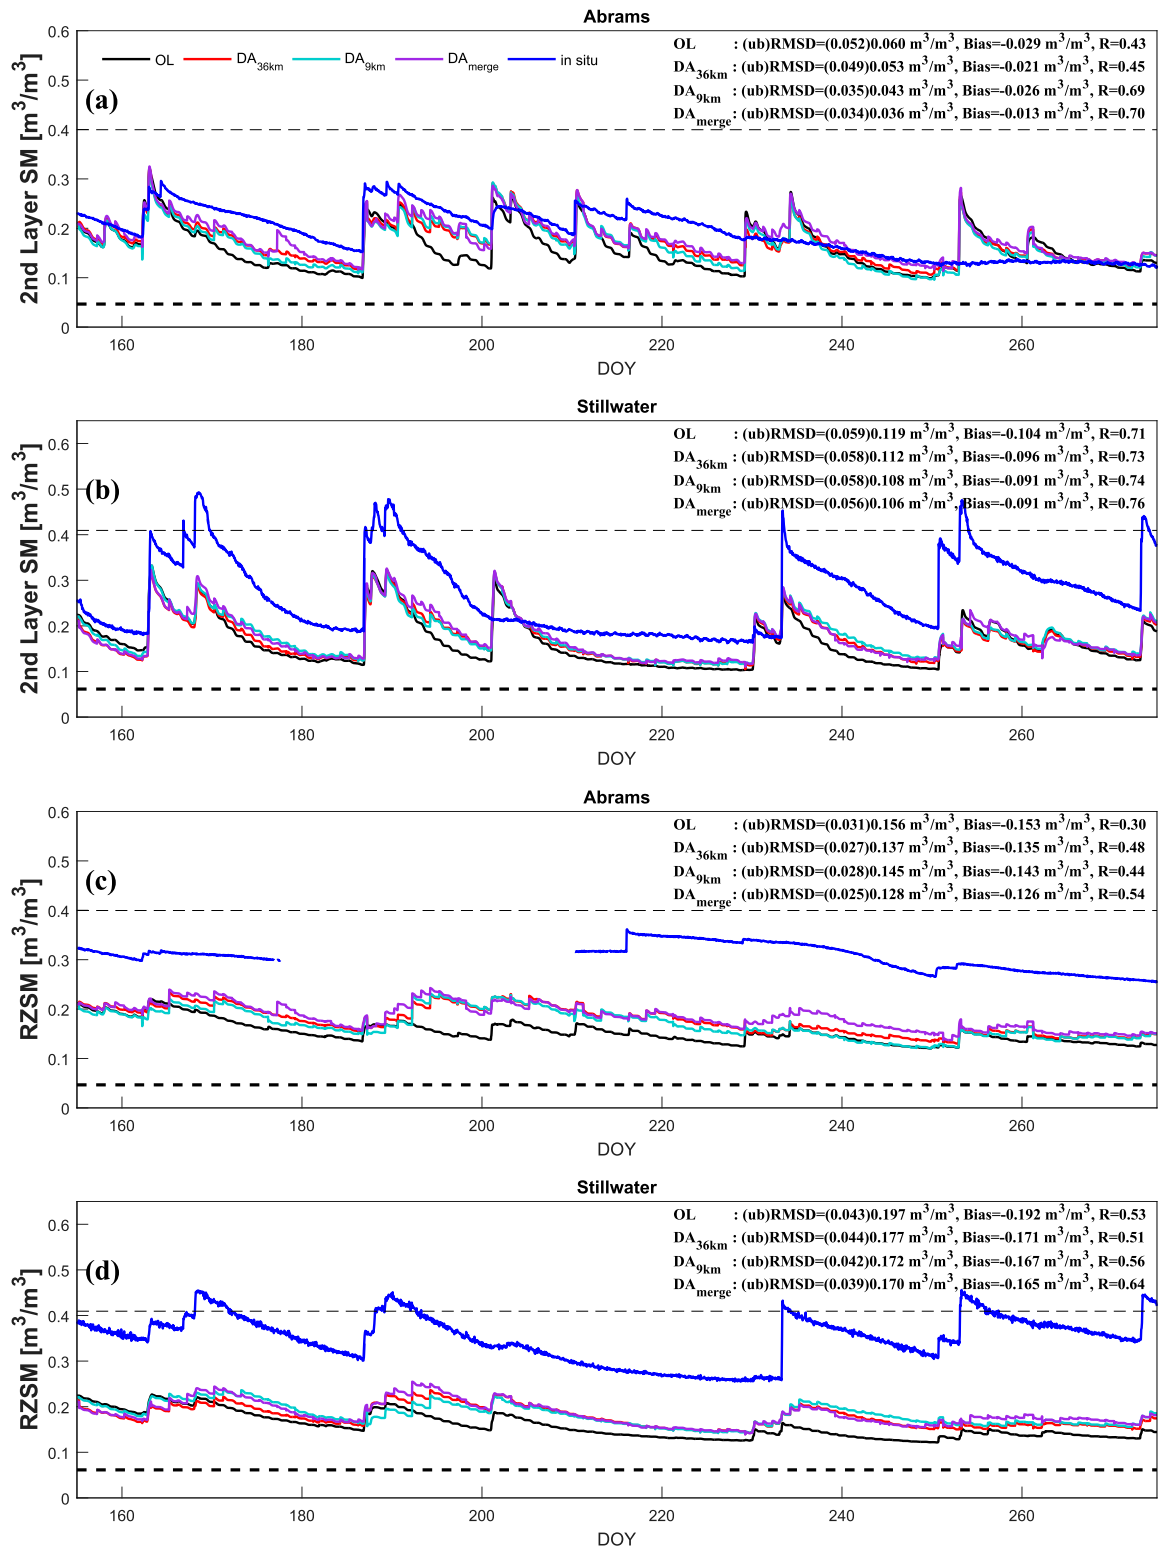 Abrams
OL : (ub)RMSD=(0.052)0.060 m³/m³, Bias=-0.029 m³/m³, R=0.43
DA36km : (ub)RMSD=(0.049)0.053 m³/m³, Bias=-0.021 m³/m³, R=0.45
DA9km : (ub)RMSD=(0.035)0.043 m³/m³, Bias=-0.026 m³/m³, R=0.69
DAmerge: (ub)RMSD=(0.034)0.036 m³/m³, Bias=-0.013 m³/m³, R=0.70
OL DA36km DA9km DAmerge in situ
(a)
2nd Layer SM [m³/m³]
0.6
0.5
0.4
0.3
0.2
0.1
0
160 180 200 220 240 260
DOY
Stillwater
OL : (ub)RMSD=(0.059)0.119 m³/m³, Bias=-0.104 m³/m³, R=0.71
DA36km : (ub)RMSD=(0.058)0.112 m³/m³, Bias=-0.096 m³/m³, R=0.73
DA9km : (ub)RMSD=(0.058)0.108 m³/m³, Bias=-0.091 m³/m³, R=0.74
DAmerge: (ub)RMSD=(0.056)0.106 m³/m³, Bias=-0.091 m³/m³, R=0.76
(b)
2nd Layer SM [m³/m³]
0.6
0.5
0.4
0.3
0.2
0.1
0
160 180 200 220 240 260
DOY
Abrams
OL : (ub)RMSD=(0.031)0.156 m³/m³, Bias=-0.153 m³/m³, R=0.30
DA36km : (ub)RMSD=(0.027)0.137 m³/m³, Bias=-0.135 m³/m³, R=0.48
DA9km : (ub)RMSD=(0.028)0.145 m³/m³, Bias=-0.143 m³/m³, R=0.44
DAmerge: (ub)RMSD=(0.025)0.128 m³/m³, Bias=-0.126 m³/m³, R=0.54
(c)
RZSM [m³/m³]
0.6
0.5
0.4
0.3
0.2
0.1
0
160 180 200 220 240 260
DOY
Stillwater
OL : (ub)RMSD=(0.043)0.197 m³/m³, Bias=-0.192 m³/m³, R=0.53
DA36km : (ub)RMSD=(0.044)0.177 m³/m³, Bias=-0.171 m³/m³, R=0.51
DA9km : (ub)RMSD=(0.042)0.172 m³/m³, Bias=-0.167 m³/m³, R=0.56
DAmerge: (ub)RMSD=(0.039)0.170 m³/m³, Bias=-0.165 m³/m³, R=0.64
(d)
RZSM [m³/m³]
0.6
0.5
0.4
0.3
0.2
0.1
0
160 180 200 220 240 260
DOY